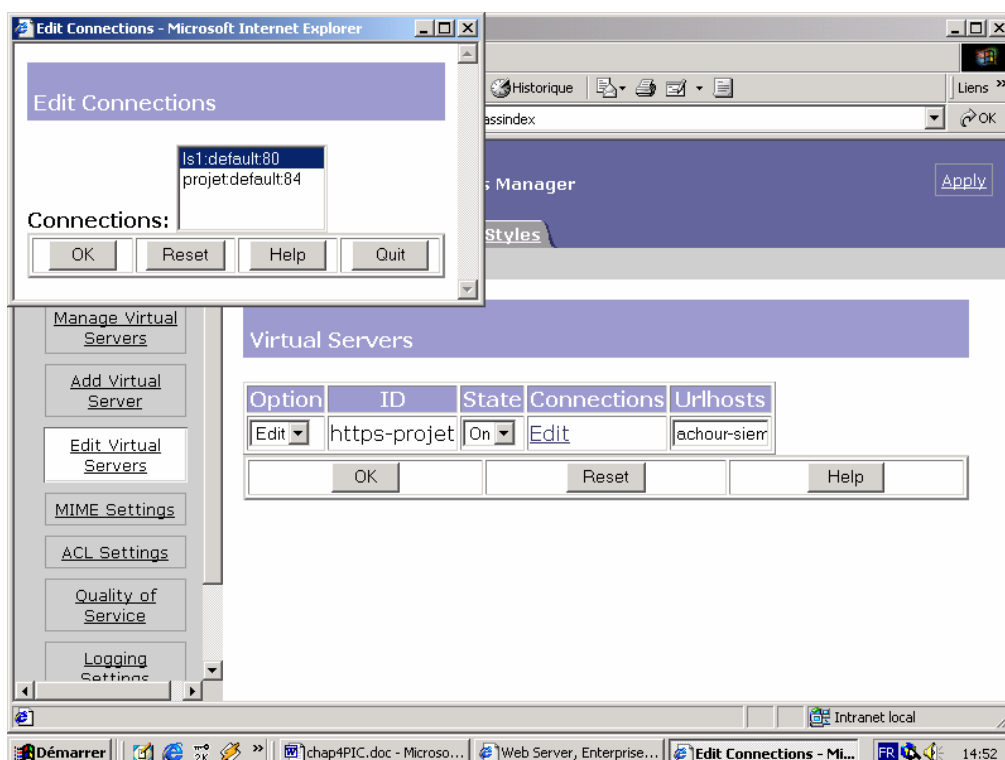 Edit Connections - Microsoft Internet Explorer
Edit Connections
ls1:default:80
projet:default:84
Connections:
OK Reset Help Quit
Historique
Liens »
assindex
OK
s Manager
Apply
Styles
Manage Virtual
Servers
Add Virtual
Server
Edit Virtual
Servers
MIME Settings
ACL Settings
Quality of
Service
Logging
Settings
Virtual Servers
Option ID State Connections Urlhosts
Edit https-projet On Edit achour-siem
OK Reset Help
Intranet local
Démarrer » chap4PIC.doc - Microso... Web Server, Enterprise... Edit Connections - Mi... FR 14:52